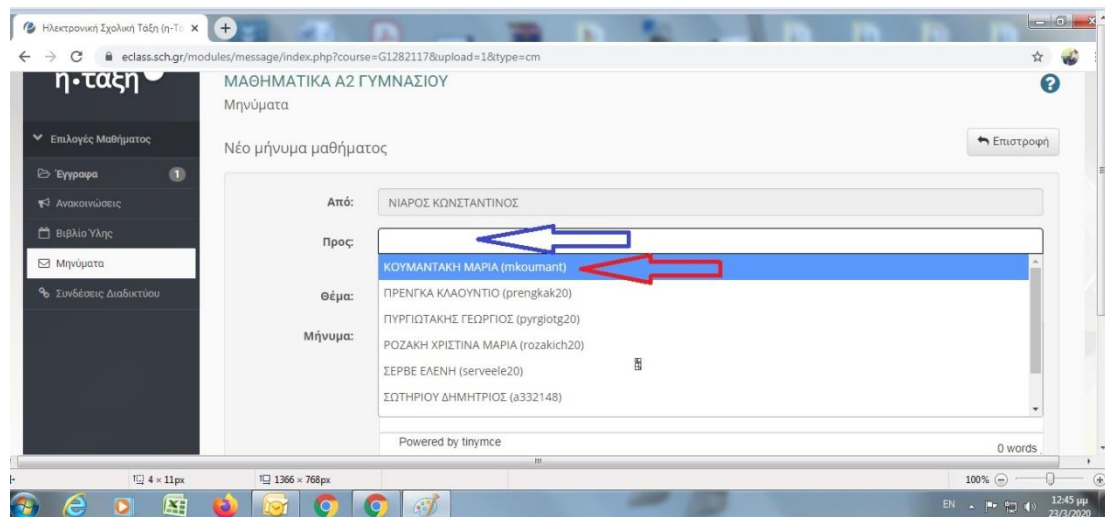 Ηλεκτρονική Σχολική Τάξη (η-Τά
eclass.sch.gr/modules/message/index.php?course=G1282117&upload=1&type=cm
η·τάξη
ΜΑΘΗΜΑΤΙΚΑ Α2 ΓΥΜΝΑΣΙΟΥ
Μηνύματα
Επιλογές Μαθήματος
Νέο μήνυμα μαθήματος
Επιστροφή
Έγγραφα 1
Ανακοινώσεις
Από: ΝΙΑΡΟΣ ΚΩΝΣΤΑΝΤΙΝΟΣ
Βιβλίο Ύλης
Προς:
Μηνύματα
ΚΟΥΜΑΝΤΑΚΗ ΜΑΡΙΑ (mkoumant)
Συνδέσεις Διαδικτύου
Θέμα:
ΠΡΕΝΓΚΑ ΚΛΑΟΥΝΤΙΟ (prengkak20)
ΠΥΡΓΙΩΤΑΚΗΣ ΓΕΩΡΓΙΟΣ (pyrgiotg20)
Μήνυμα:
ΡΟΖΑΚΗ ΧΡΙΣΤΙΝΑ ΜΑΡΙΑ (rozakich20)
ΣΕΡΒΕ ΕΛΕΝΗ (serveele20)
ΣΩΤΗΡΙΟΥ ΔΗΜΗΤΡΙΟΣ (a332148)
Powered by tinymce
0 words
4 × 11px
1366 × 768px
100%
EN
12:45 μμ
23/3/2020